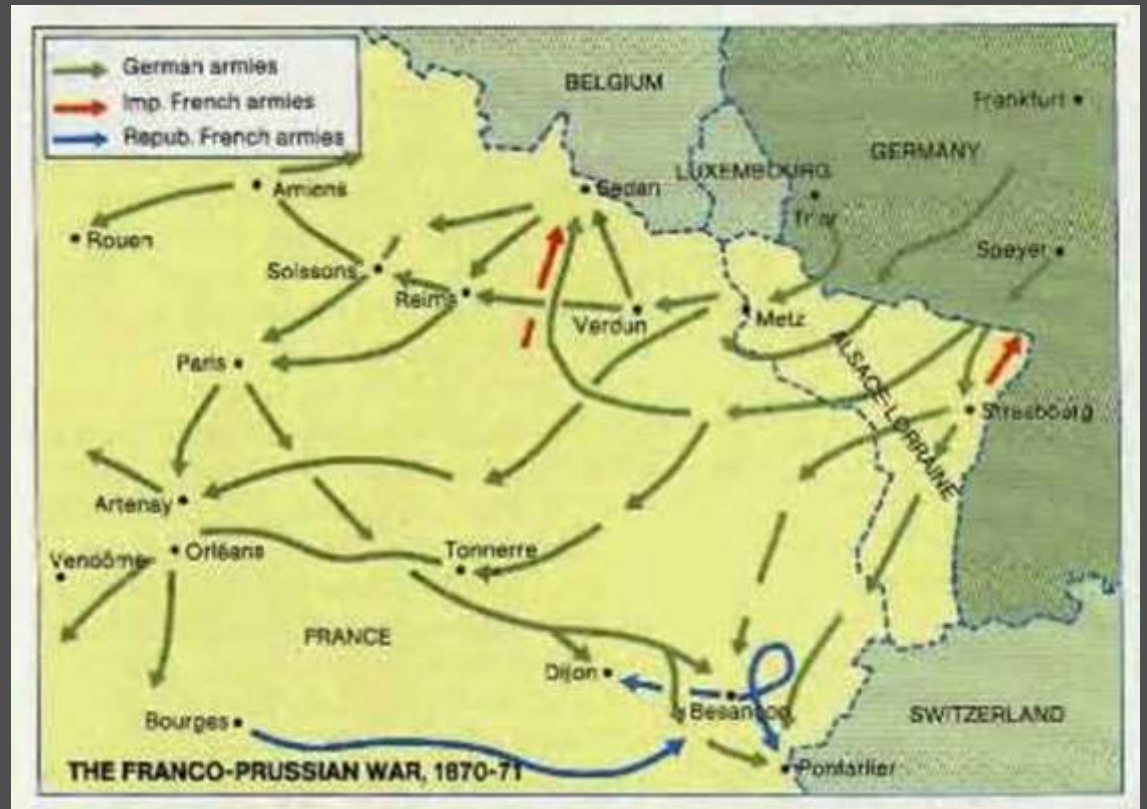 German armies
Imp. French armies
Repub. French armies
BELGIUM
Frankfurt
GERMANY
LUXEMBOURG
Amiens
Sedan
Trier
Rouen
Speyer
Soissons
Reims
Verdun
Metz
Paris
ALSACE-LORRAINE
Strasbourg
Artenay
Orléans
Tonnerre
Vendôme
FRANCE
Dijon
Besançon
Bourges
SWITZERLAND
THE FRANCO-PRUSSIAN WAR, 1870-71
Pontarlier